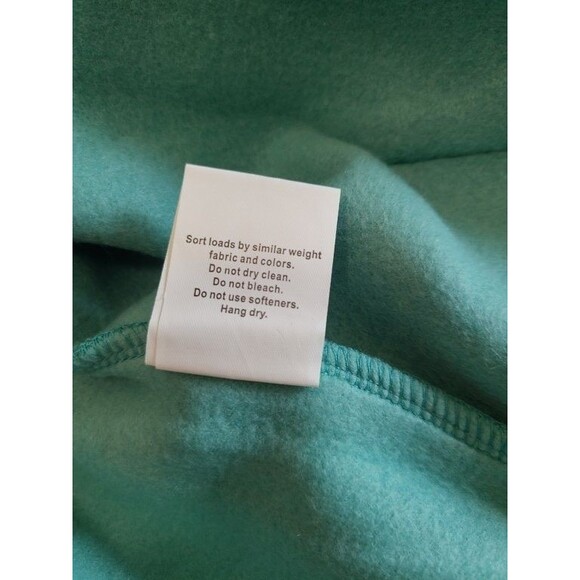 Sort loads by similar weight
fabric and colors.
Do not dry clean.
Do not bleach.
Do not use softeners.
Hang dry.